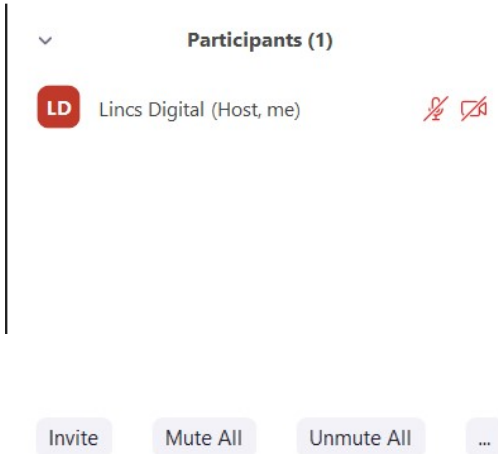 Participants (1)
LD Lincs Digital (Host, me)
Invite Mute All Unmute All ...